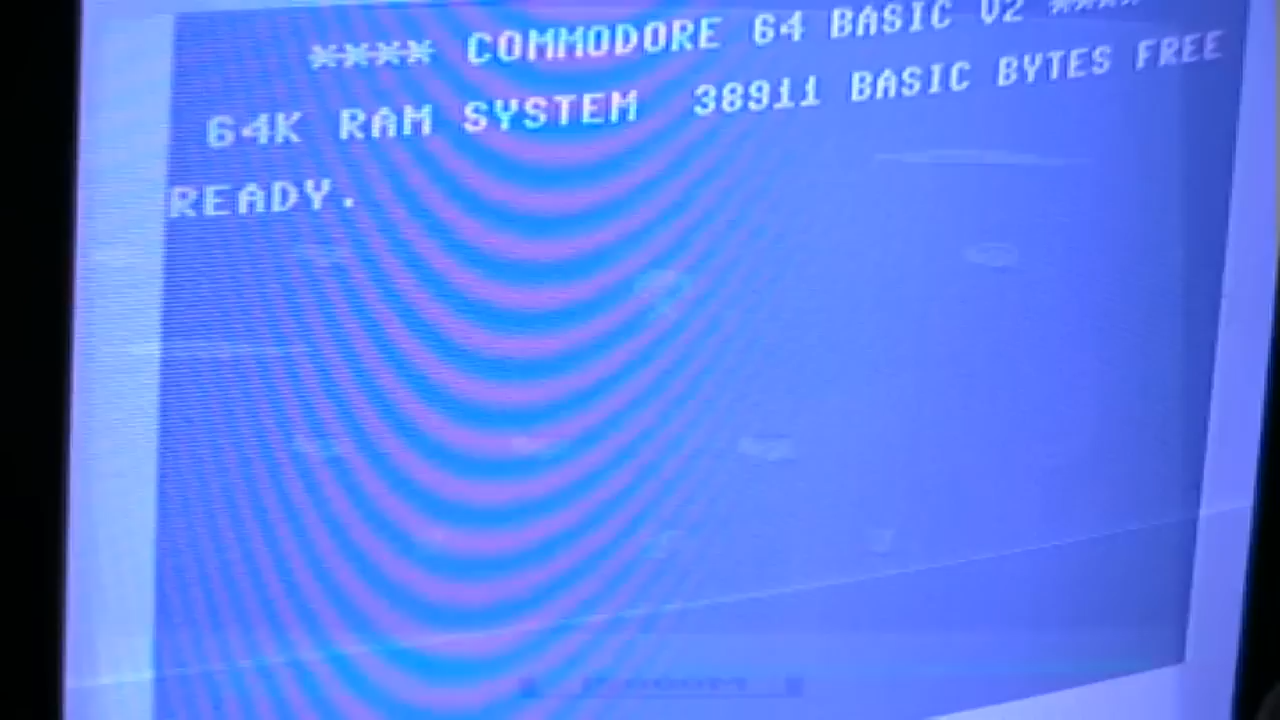 **** COMMODORE 64 BASIC V2 ****
64K RAM SYSTEM 38911 BASIC BYTES FREE
READY.